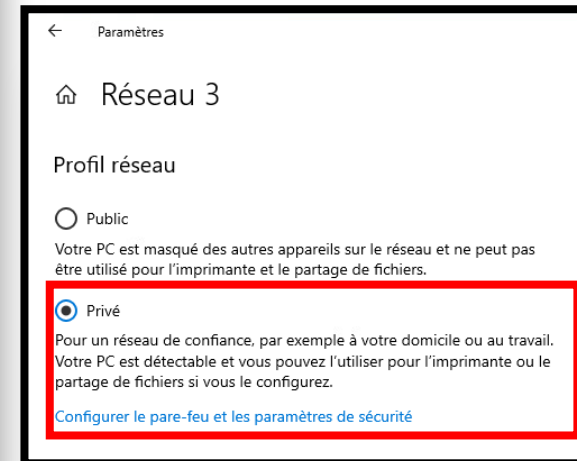 Paramètres
Réseau 3
Profil réseau
Public
Votre PC est masqué des autres appareils sur le réseau et ne peut pas
être utilisé pour l'imprimante et le partage de fichiers.
Privé
Pour un réseau de confiance, par exemple à votre domicile ou au travail.
Votre PC est détectable et vous pouvez l'utiliser pour l'imprimante ou le
partage de fichiers si vous le configurez.
Configurer le pare-feu et les paramètres de sécurité